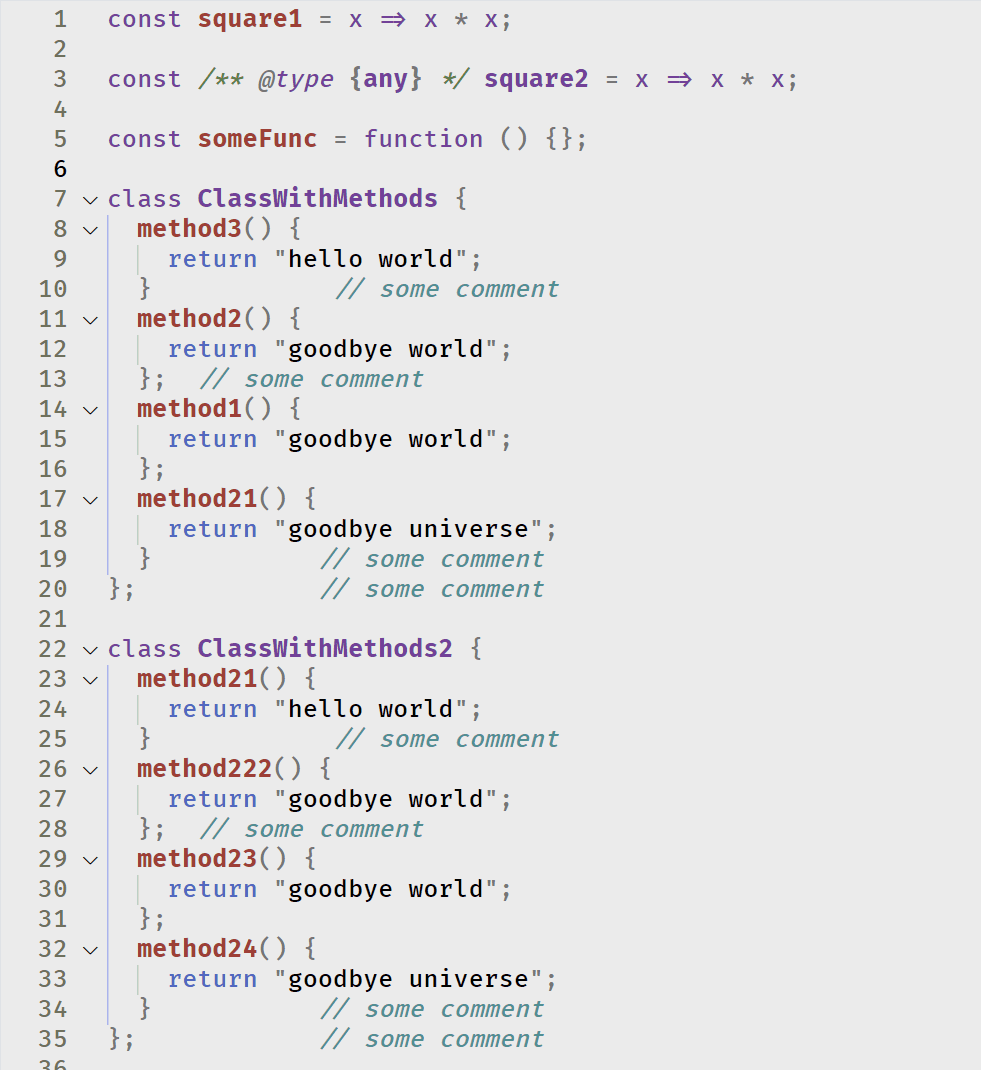 1 const square1 = x => x * x;
2
3 const /** @type {any} */ square2 = x => x * x;
4
5 const someFunc = function () {};
6
7 class ClassWithMethods {
8   method3() {
9     return "hello world";
10   }            // some comment
11   method2() {
12     return "goodbye world";
13   };  // some comment
14   method1() {
15     return "goodbye world";
16   };
17   method21() {
18     return "goodbye universe";
19   }           // some comment
20 };            // some comment
21
22 class ClassWithMethods2 {
23   method21() {
24     return "hello world";
25   }            // some comment
26   method222() {
27     return "goodbye world";
28   };  // some comment
29   method23() {
30     return "goodbye world";
31   };
32   method24() {
33     return "goodbye universe";
34   }           // some comment
35 };            // some comment
36